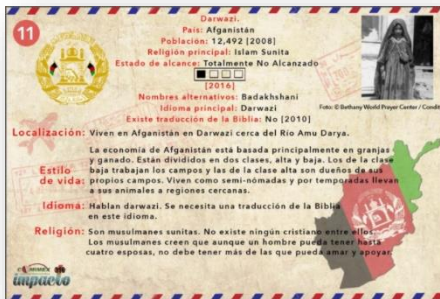 11
Darwazi.
País: Afganistán
Población: 12,492 [2008]
Religión principal: Islam Sunita
Estado de alcance: Totalmente No Alcanzado
[2016]
Nombres alternativos: Badakhshani
Idioma principal: Darwazi
Existe traducción de la Biblia: No [2010]
Foto: © Bethany World Prayer Center / Condit
Localización: Viven en Afganistán en Darwazi cerca del Río Amu Darya.
Estilo de vida: La economía de Afganistán está basada principalmente en granjas
y ganado. Están divididos en dos clases, alta y baja. Los de la clase
baja trabajan los campos y las de la clase alta son dueños de sus
propios campos. Viven como semi-nómadas y por temporadas llevan
a sus animales a regiones cercanas.
Idioma: Hablan darwazi. Se necesita una traducción de la Biblia
en este idioma.
Religión: Son musulmanes sunitas. No existe ningún cristiano entre ellos.
Los musulmanes creen que aunque un hombre pueda tener hasta
cuatro esposas, no debe tener más de las que pueda amar y apoyar.
impacto